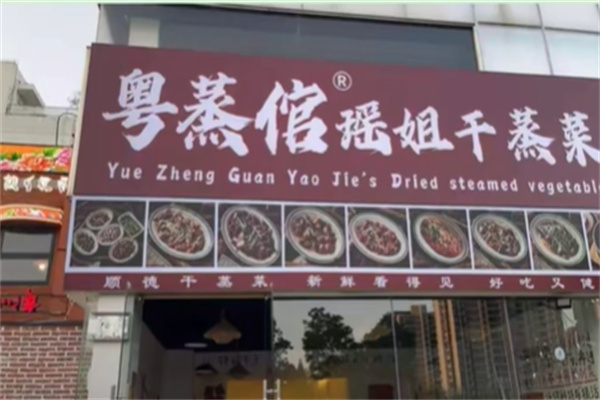 粤蒸倌®瑶姐干蒸菜
Yue Zheng Guan Yao Jie's Dried steamed vegetable
顺德干蒸菜 新鲜看得见 好吃又健